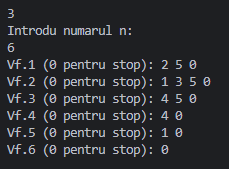 3
Introdu numarul n:
6
Vf.1 (0 pentru stop): 2 5 0
Vf.2 (0 pentru stop): 1 3 5 0
Vf.3 (0 pentru stop): 4 5 0
Vf.4 (0 pentru stop): 4 0
Vf.5 (0 pentru stop): 1 0
Vf.6 (0 pentru stop): 0